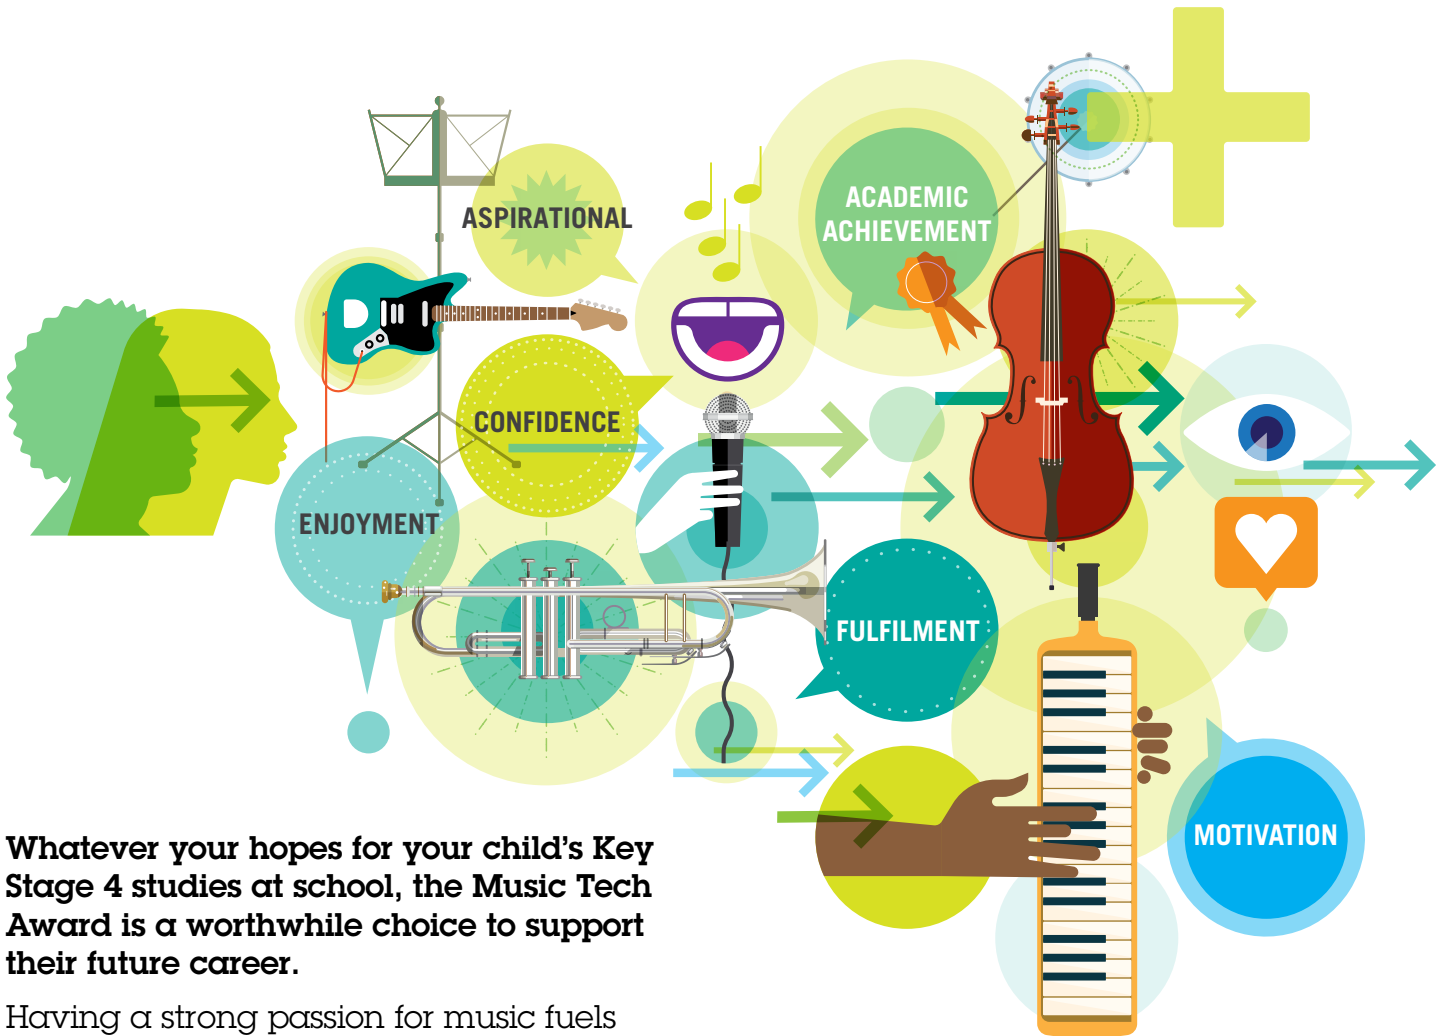 ASPIRATIONAL
ACADEMIC
ACHIEVEMENT
CONFIDENCE
ENJOYMENT
FULFILMENT
MOTIVATION
Whatever your hopes for your child’s Key
Stage 4 studies at school, the Music Tech
Award is a worthwhile choice to support
their future career.
Having a strong passion for music fuels